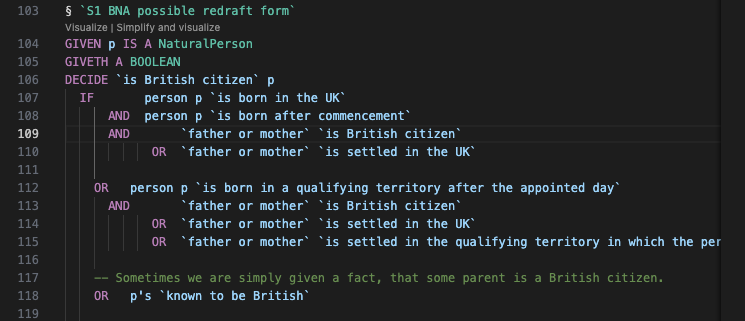 103 § `S1 BNA possible redraft form`
Visualize | Simplify and visualize
104 GIVEN p IS A NaturalPerson
105 GIVETH A BOOLEAN
106 DECIDE `is British citizen` p
107   IF       person p `is born in the UK`
108       AND  person p `is born after commencement`
109       AND       `father or mother` `is British citizen`
110             OR  `father or mother` `is settled in the UK`
111
112     OR   person p `is born in a qualifying territory after the appointed day`
113       AND       `father or mother` `is British citizen`
114             OR  `father or mother` `is settled in the UK`
115             OR  `father or mother` `is settled in the qualifying territory in which the per
116
117     -- Sometimes we are simply given a fact, that some parent is a British citizen.
118     OR   p's `known to be British`
119